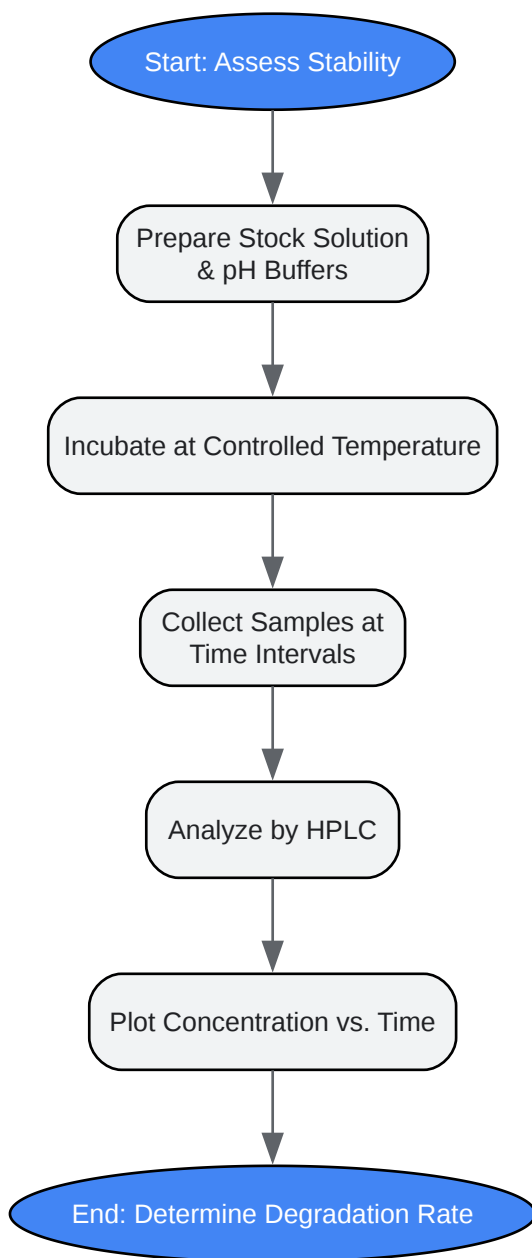 Start: Assess Stability
Prepare Stock Solution
& pH Buffers
Incubate at Controlled Temperature
Collect Samples at
Time Intervals
Analyze by HPLC
Plot Concentration vs. Time
End: Determine Degradation Rate